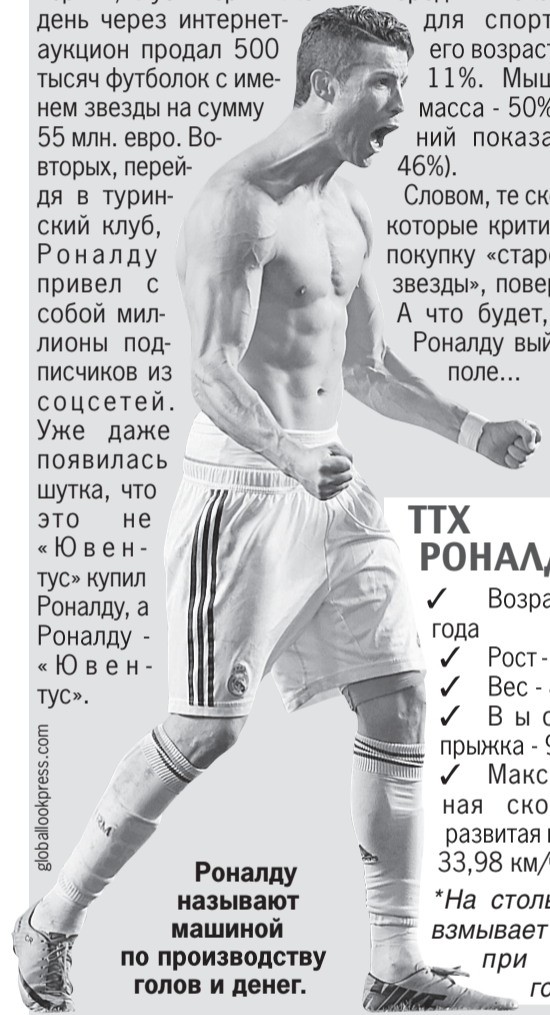 день через интернет-
аукцион продал 500
тысяч футболок с име-
нем звезды на сумму
55 млн. евро. Во-
вторых, перей-
дя в турин-
ский клуб,
Роналду
привел с
собой мил-
лионы под-
писчиков из
соцсетей.
Уже даже
появилась
шутка, что
это не
«Ювен-
тус» купил
Роналду, а
Роналду -
«Ювен-
тус».
globallookpress.com
Роналду
называют
машиной
по производству
голов и денег.
для спорт
его возраст
11%. Мыш
масса - 50%
ний показа
46%).
Словом, те ск
которые крити
покупку «старо
звезды», повер
А что будет,
Роналду вый
поле...
ТТХ
РОНАЛД
✓ Возра
года
✓ Рост -
✓ Вес -
✓ Выс
прыжка - 9
✓ Макс
ная ско
развитая
33,98 км/
*На столь
взмывает
при
го